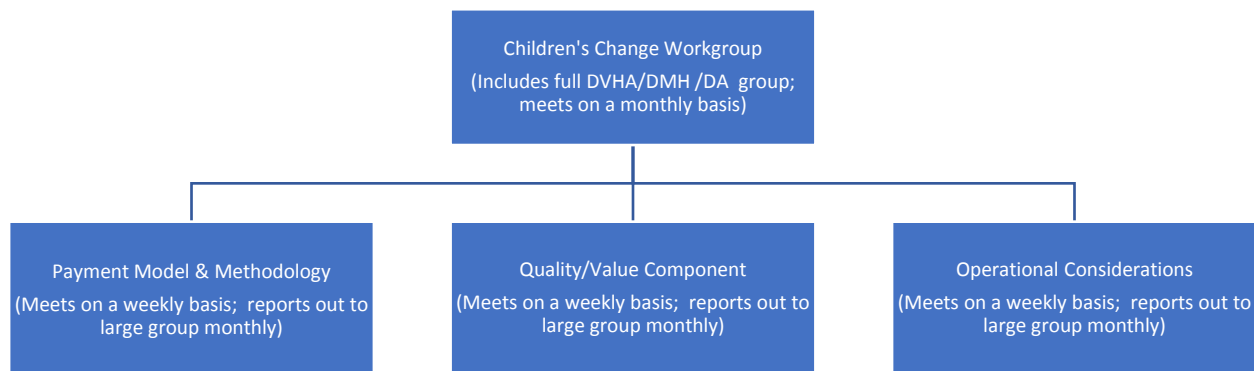 Children's Change Workgroup
(Includes full DVHA/DMH /DA  group;
meets on a monthly basis)
Payment Model & Methodology
(Meets on a weekly basis;  reports out to
large group monthly)
Quality/Value Component
(Meets on a weekly basis;  reports out to
large group monthly)
Operational Considerations
(Meets on a weekly basis;  reports out to
large group monthly)